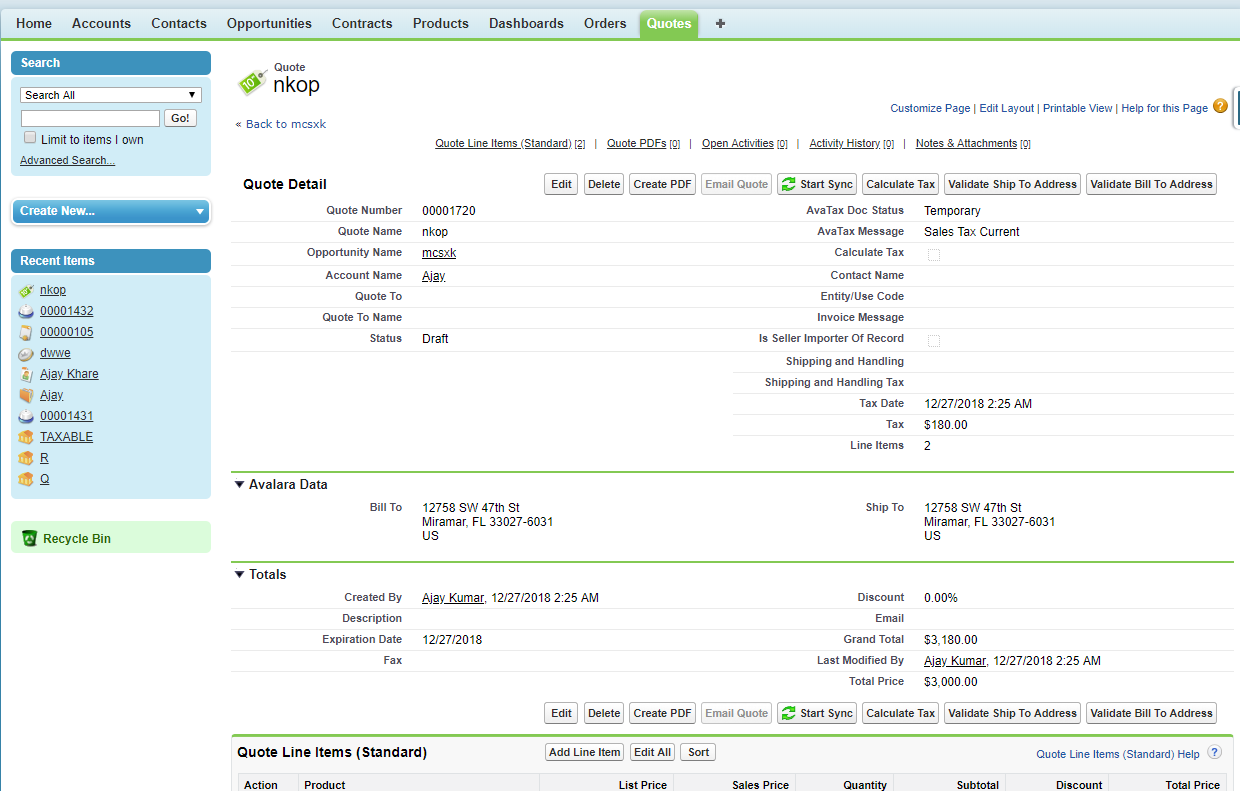 Home Accounts Contacts Opportunities Contracts Products Dashboards Orders Quotes +
Search
Search All
Go!
Limit to items I own
Advanced Search...
Create New...
Recent Items
nkop
00001432
00000105
dwwe
Ajay Khare
Ajay
00001431
TAXABLE
R
Q
Recycle Bin
Quote
nkop
Customize Page | Edit Layout | Printable View | Help for this Page ?
« Back to mcsxk
Quote Line Items (Standard) [2] | Quote PDFs [0] | Open Activities [0] | Activity History [0] | Notes & Attachments [0]
Quote Detail Edit Delete Create PDF Email Quote Start Sync Calculate Tax Validate Ship To Address Validate Bill To Address
Quote Number 00001720 AvaTax Doc Status Temporary
Quote Name nkop AvaTax Message Sales Tax Current
Opportunity Name mcsxk Calculate Tax
Account Name Ajay Contact Name
Quote To Entity/Use Code
Quote To Name Invoice Message
Status Draft Is Seller Importer Of Record
Shipping and Handling
Shipping and Handling Tax
Tax Date 12/27/2018 2:25 AM
Tax $180.00
Line Items 2
Avalara Data
Bill To 12758 SW 47th St Ship To 12758 SW 47th St
Miramar, FL 33027-6031 Miramar, FL 33027-6031
US US
Totals
Created By Ajay Kumar, 12/27/2018 2:25 AM Discount 0.00%
Description Email
Expiration Date 12/27/2018 Grand Total $3,180.00
Fax Last Modified By Ajay Kumar, 12/27/2018 2:25 AM
Total Price $3,000.00
Edit Delete Create PDF Email Quote Start Sync Calculate Tax Validate Ship To Address Validate Bill To Address
Quote Line Items (Standard) Add Line Item Edit All Sort Quote Line Items (Standard) Help ?
Action Product List Price Sales Price Quantity Subtotal Discount Total Price